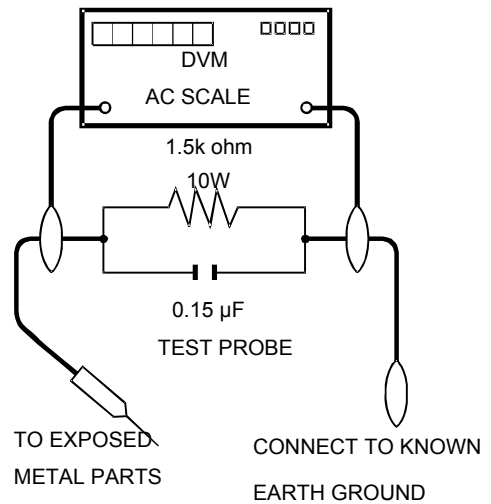 DVM
AC SCALE
1.5k ohm
10W
0.15 µF
TEST PROBE
TO EXPOSED
METAL PARTS
CONNECT TO KNOWN
EARTH GROUND